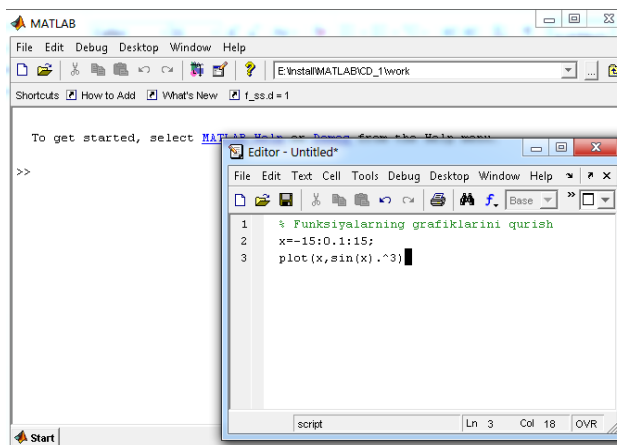 MATLAB
File Edit Debug Desktop Window Help
E:\Install\MATLAB\CD_1\work
Shortcuts How to Add What's New f_ss.d = 1
To get started, select MATLAB Help or Demos from the Help menu.
>>
Editor - Untitled*
File Edit Text Cell Tools Debug Desktop Window Help
Base
1 % Funksiyalarning grafiklarini qurish
2 x=-15:0.1:15;
3 plot(x,sin(x).^3)
script Ln 3 Col 18 OVR
Start